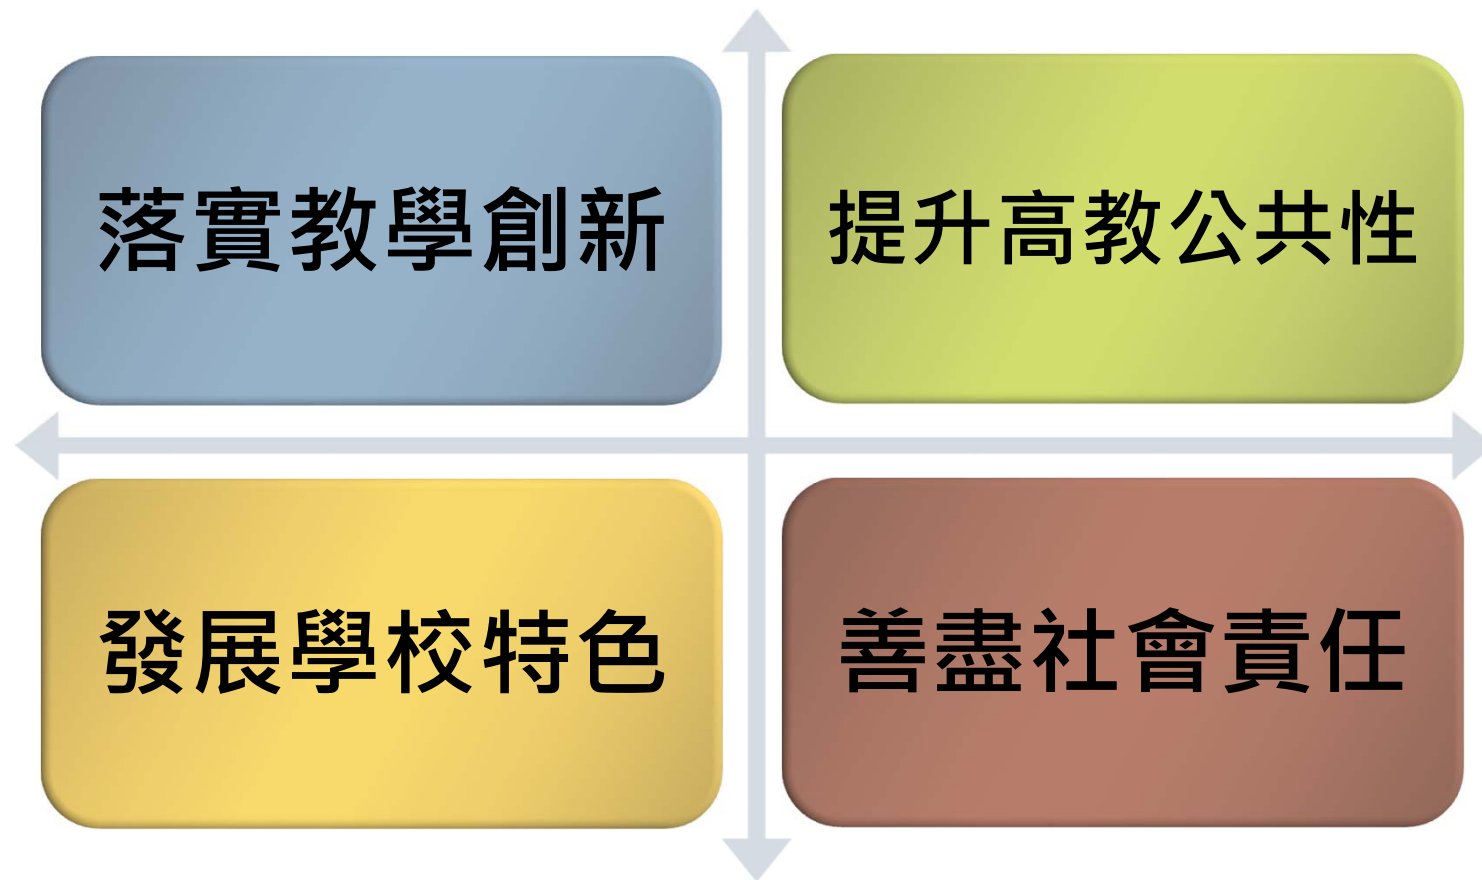 落實教學創新
提升高教公共性
發展學校特色
善盡社會責任